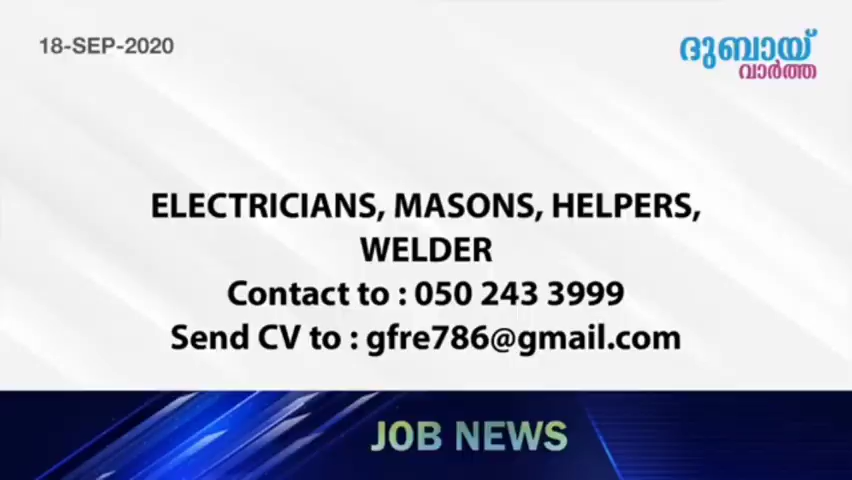 18-SEP-2020
ദുബായ്
വാർത്ത
ELECTRICIANS, MASONS, HELPERS,
WELDER
Contact to : 050 243 3999
Send CV to : gfre786@gmail.com
JOB NEWS